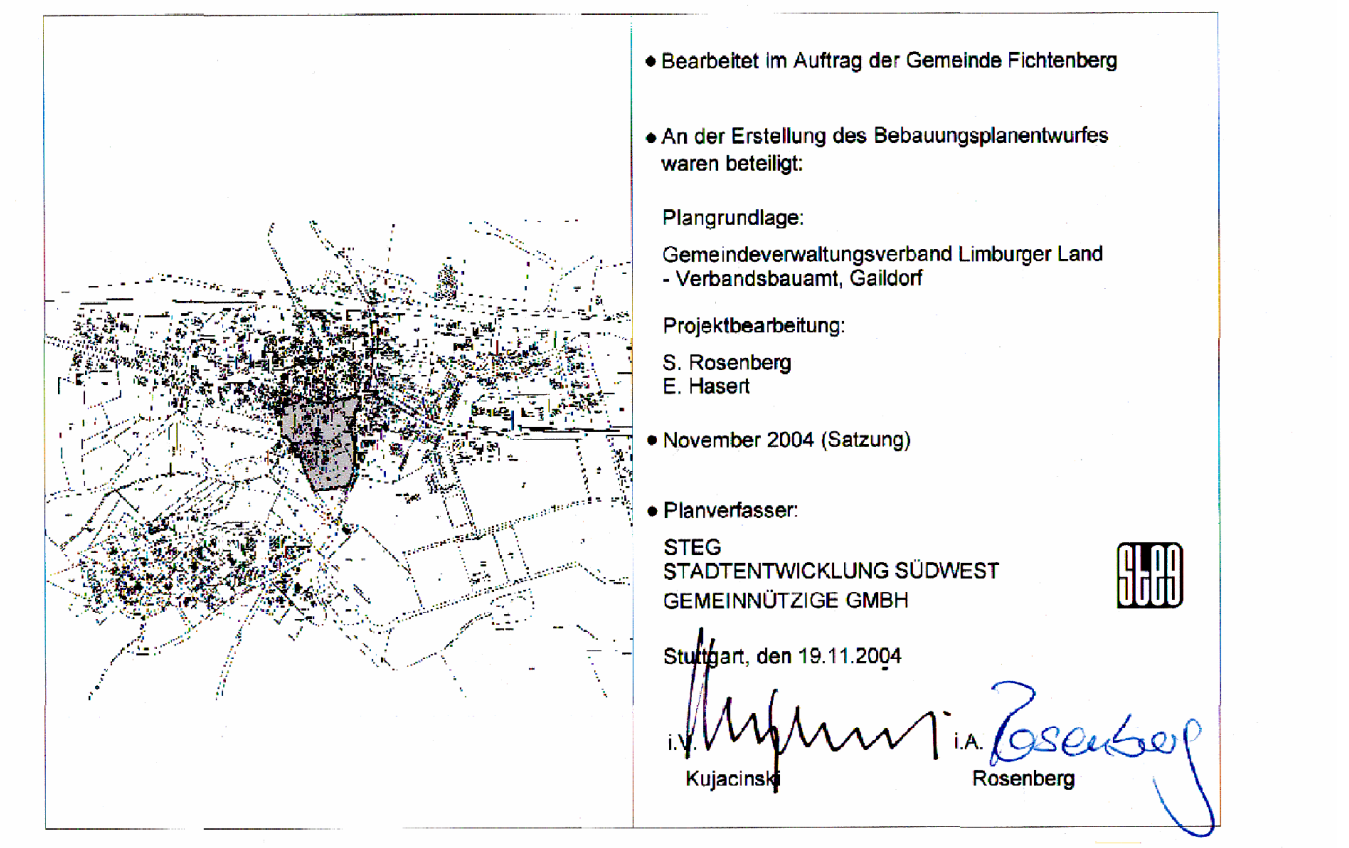 ● Bearbeitet im Auftrag der Gemeinde Fichtenberg
● An der Erstellung des Bebauungsplanentwurfes
waren beteiligt:
Plangrundlage:
Gemeindeverwaltungsverband Limburger Land
- Verbandsbauamt, Gaildorf
Projektbearbeitung:
S. Rosenberg
E. Hasert
● November 2004 (Satzung)
● Planverfasser:
STEG
STADTENTWICKLUNG SÜDWEST
GEMEINNÜTZIGE GMBH
steg
Stuttgart, den 19.11.2004
i.V. i.A. Rosenberg
Kujacinski Rosenberg